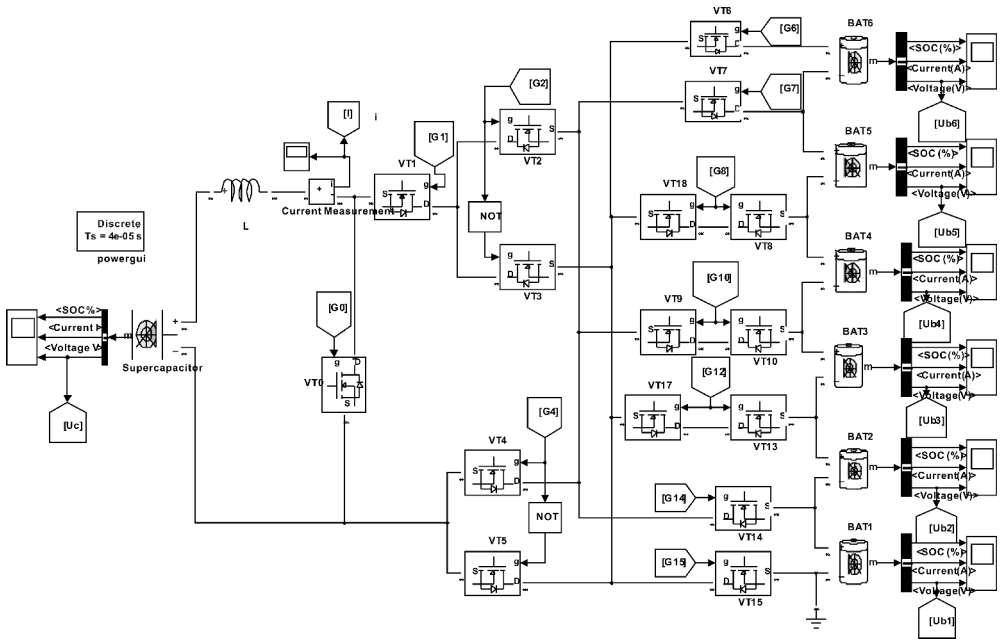 VT6
[G6]
g
S
D
BAT6
m
<SOC(%)>
<Current(A)>
<Voltage(V)>
[Ub6]
VT7
[G7]
g
S
D
BAT5
m
<SOC(%)>
<Current(A)>
<Voltage(V)>
[Ub5]
[I]
i
[G1]
[G2]
VT1
g
S
D
g
S
VT2
NOT
g
S
VT3
L
+
i
-
Current Measurement
Discrete
Ts = 4e-05 s
powergui
VT18
[G8]
g
S
D
g
S
D
VT8
BAT4
m
<SOC(%)>
<Current(A)>
<Voltage(V)>
[Ub4]
VT9
[G10]
g
S
D
g
S
D
VT10
BAT3
m
<SOC(%)>
<Current(A)>
<Voltage(V)>
[Ub3]
<SOC%>
<Current I>
<Voltage V>
m
+
−
Supercapacitor
[Uc]
[G0]
VT0
g
D
S
VT17
[G12]
g
S
D
g
S
D
VT13
BAT2
m
<SOC(%)>
<Current(A)>
<Voltage(V)>
[Ub2]
[G4]
VT4
g
S
D
NOT
VT5
g
S
D
[G14]
g
S
D
VT14
[G15]
g
S
D
VT15
BAT1
m
<SOC(%)>
<Current(A)>
<Voltage(V)>
[Ub1]